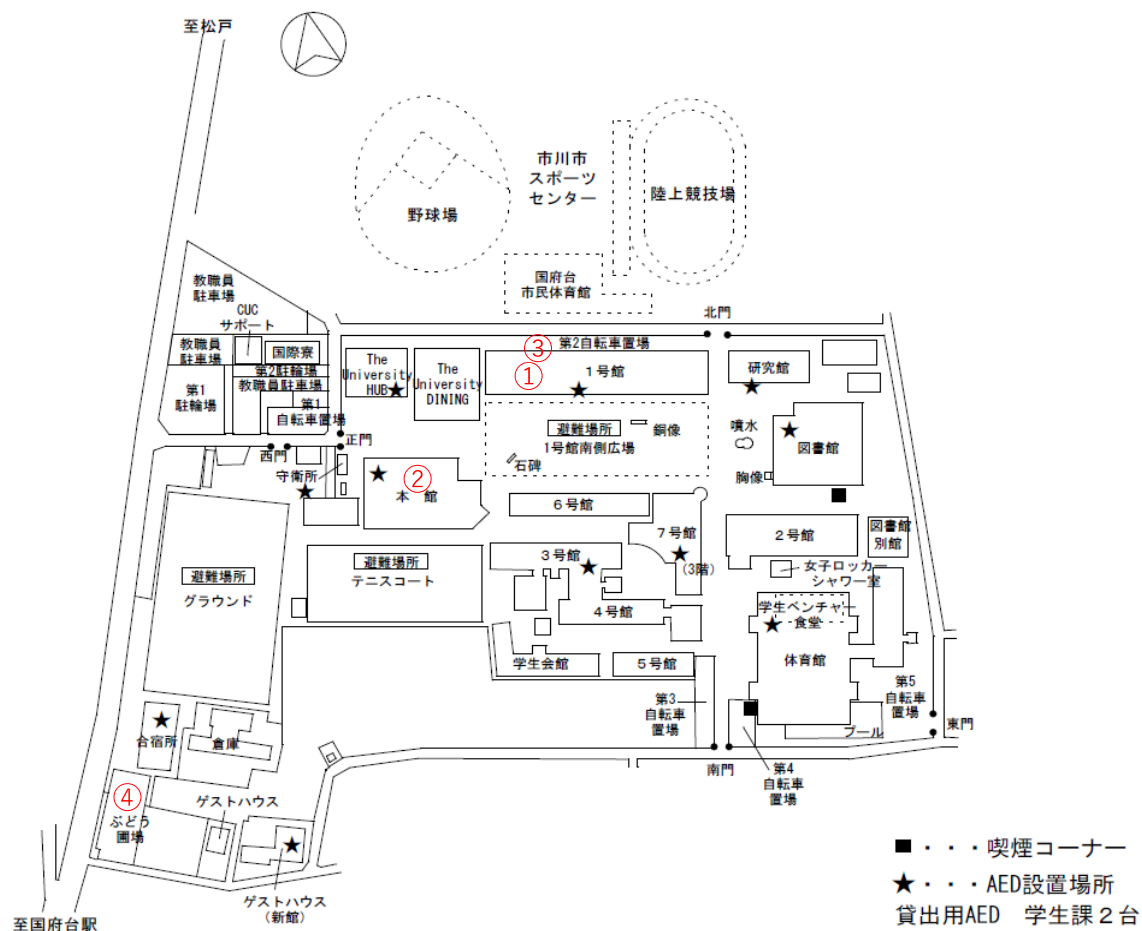 至松戸
市川市
スポーツ
センター
野球場
陸上競技場
国府台
市民体育館
北門
教職員
駐車場
CUC
サポート
教職員
駐車場
国際寮
第2駐輪場
教職員駐車場
第1
駐輪場
第1
自転車置場
The
University
HUB
★
The
University
DINING
③
第2自転車置場
①
1号館
★
研究館
★
避難場所
銅像
1号館南側広場
石碑
噴水
★
図書館
胸像
■
正門
西門
守衛所
★
★
②
本 館
6号館
7号館
★
(3階)
2号館
図書館
別館
避難場所
テニスコート
3号館
★
4号館
女子ロッカー
シャワー室
避難場所
グラウンド
学生ベンチャー
食堂
★
体育館
学生会館
5号館
第3
自転車
置場
第5
自転車
置場
■
プール
東門
南門
第4
自転車
置場
★
合宿所
倉庫
④
ぶどう
圃場
ゲストハウス
★
ゲストハウス
(新館)
至国府台駅
■・・・喫煙コーナー
★・・・AED設置場所
貸出用AED 学生課2台